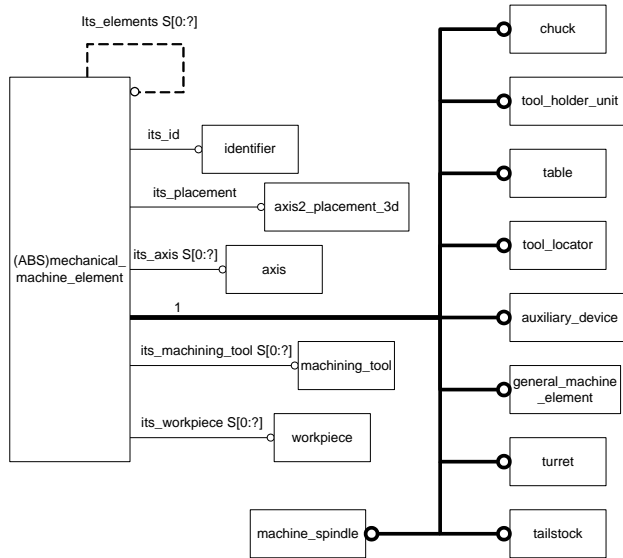 Its_elements S[0:?]
chuck
tool_holder_unit
its_id
identifier
table
its_placement
axis2_placement_3d
(ABS)mechanical_
machine_element
its_axis S[0:?]
axis
tool_locator
1
auxiliary_device
its_machining_tool S[0:?]
machining_tool
general_machine
_element
its_workpiece S[0:?]
workpiece
turret
machine_spindle
tailstock